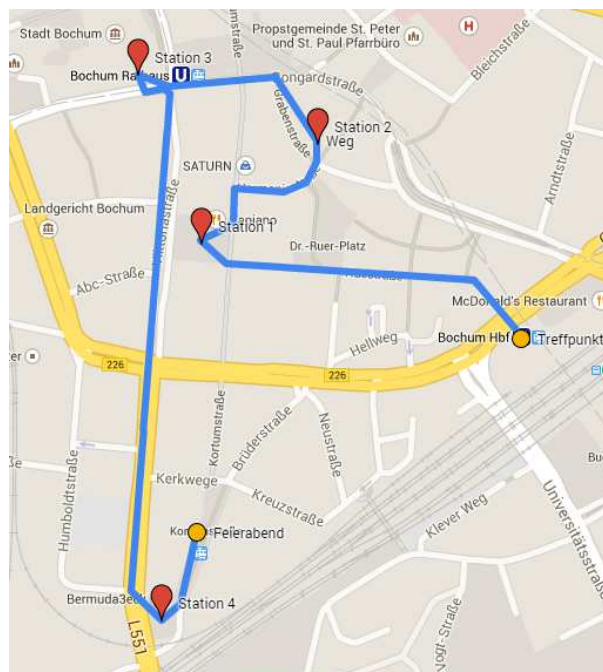 Stadt Bochum
Propstgemeinde St. Peter
und St. Paul Pfarrbüro
H
Bleichstraße
Kortumstraße
Station 3
Bochum Rathaus
U
Grabenstraße
Station 2
Weg
SATURN
Arndtstraße
Landgericht Bochum
Viktoriastraße
Station 1
Dr.-Ruer-Platz
Abc-Straße
McDonald's Restaurant
Bochum Hbf
Treffpunkt
Hellweg
226
226
Brüderstraße
Neustraße
Kortumstraße
Humboldtstraße
Kerkwege
Kreuzstraße
Klever Weg
Universitätsstraße
Feierabend
Bermuda3eck
Station 4
L551
Vogt-Straße